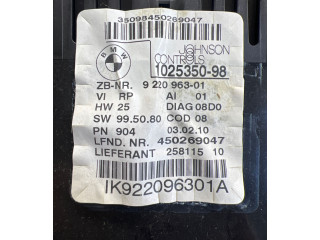 35098450269047
BMW
JOHNSON
CONTROLS
1025350-98
ZB-NR. 9 220 963-01
VI RP AI 01
HW 25 DIAG 08D0
SW 99.50.80 COD 08
PN 904 03.02.10
LFND. NR. 450269047
LIEFERANT 258115 10
IK922096301A